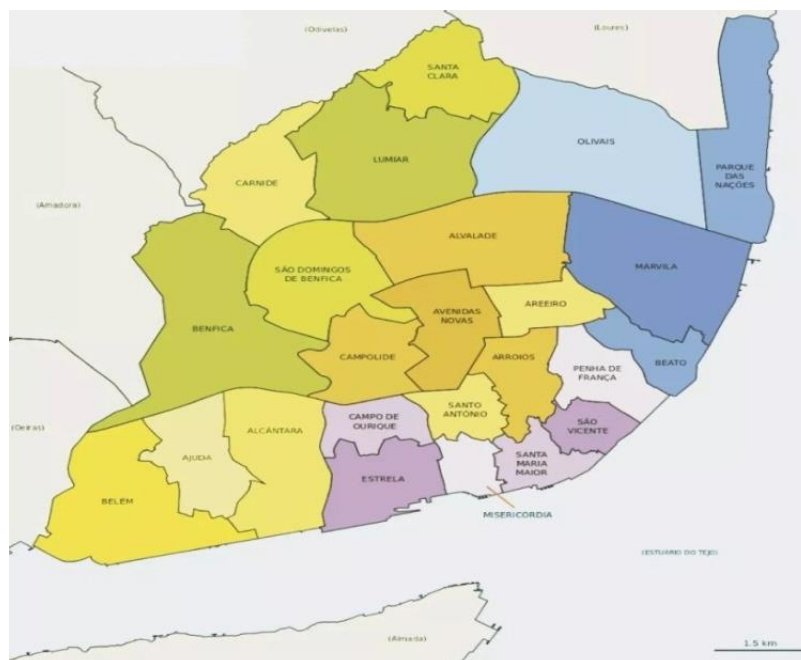 (Odivelas)
(Loures)
SANTA
CLARA
OLIVAIS
LUMIAR
PARQUE
DAS
NAÇÕES
CARNIDE
(Amadora)
ALVALADE
MARVILA
SÃO DOMINGOS
DE BENFICA
AREEIRO
AVENIDAS
NOVAS
BENFICA
CAMPOLIDE
ARROIOS
BEATO
PENHA DE
FRANÇA
SANTO
ANTÓNIO
CAMPO DE
OURIQUE
(Oeiras)
ALCÂNTARA
SÃO
VICENTE
AJUDA
SANTA
MARIA
MAIOR
ESTRELA
BELÉM
MISERICÓRDIA
(ESTUÁRIO DO TEJO)
(Almada)
1.5 km